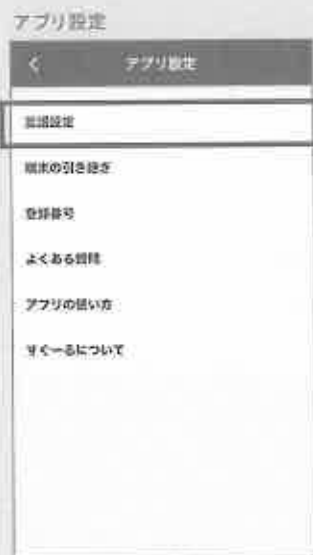 アプリ設定
アプリ設定
言語設定
端末の引き継ぎ
登録番号
よくある質問
アプリの使い方
すぐーるについて